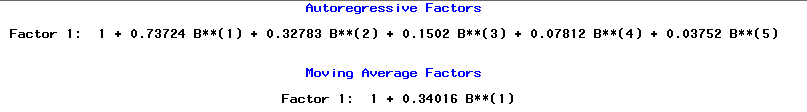 Autoregressive Factors
Factor 1: 1 + 0.73724 B**(1) + 0.32783 B**(2) + 0.1502 B**(3) + 0.07812 B**(4) + 0.03752 B**(5)
Moving Average Factors
Factor 1: 1 + 0.34016 B**(1)